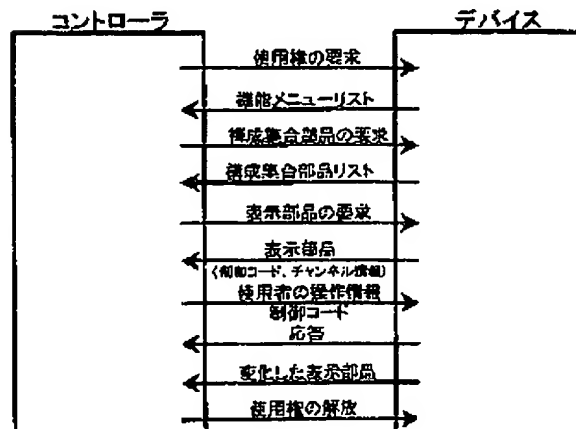 コントローラ
デバイス
使用権の要求
機能メニューリスト
構成集合部品の要求
構成集合部品リスト
表示部品の要求
表示部品
(制御コード、チャンネル情報)
使用者の操作情報
制御コード
応答
変化した表示部品
使用権の解放